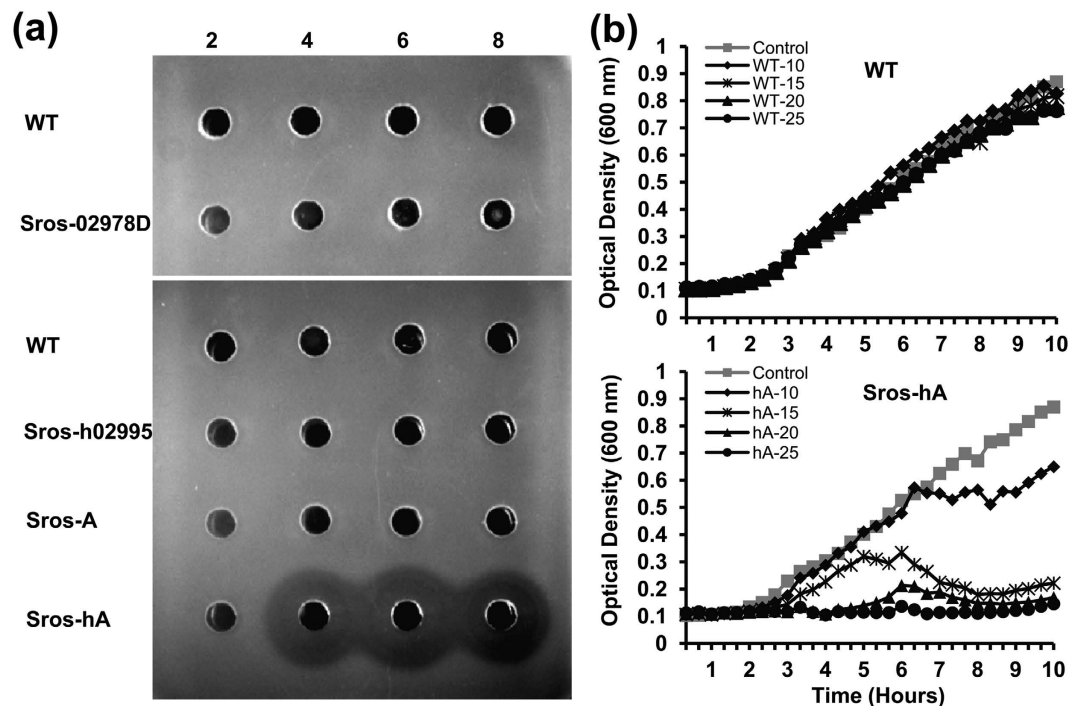 (a)
2 4 6 8
WT
Sros-02978D
WT
Sros-h02995
Sros-A
Sros-hA
(b)
Optical Density (600 nm)
1
0.9
0.8
0.7
0.6
0.5
0.4
0.3
0.2
0.1
0
Control
WT-10
WT-15
WT-20
WT-25
WT
1 2 3 4 5 6 7 8 9 10
Optical Density (600 nm)
1
0.9
0.8
0.7
0.6
0.5
0.4
0.3
0.2
0.1
0
Control
hA-10
hA-15
hA-20
hA-25
Sros-hA
1 2 3 4 5 6 7 8 9 10
Time (Hours)